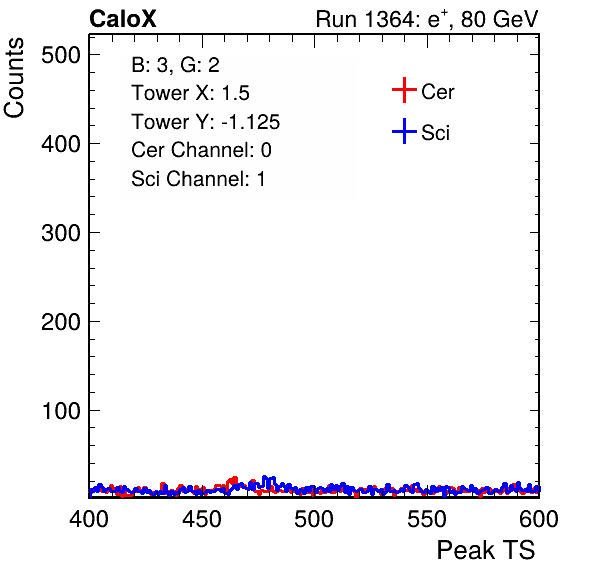 CaloX Run 1364: e+, 80 GeV
Counts
500
400
300
200
100
B: 3, G: 2
Tower X: 1.5
Tower Y: -1.125
Cer Channel: 0
Sci Channel: 1
Cer
Sci
400 450 500 550 600
Peak TS